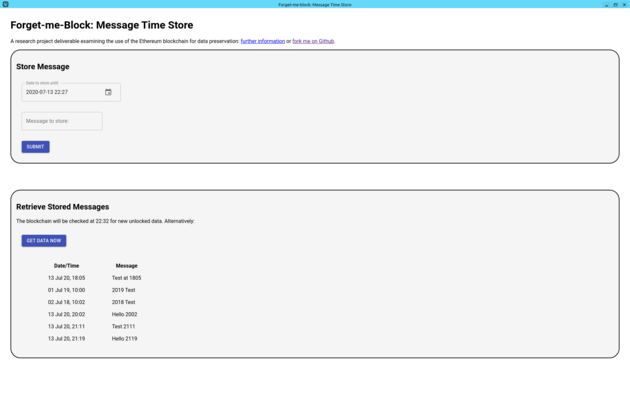 Forget-me-Block: Message Time Store
Forget-me-Block: Message Time Store
A research project deliverable examining the use of the Ethereum blockchain for data preservation: further information or fork me on Github.
Store Message
Date to store until
2020-07-13 22:27
Message to store
SUBMIT
Retrieve Stored Messages
The blockchain will be checked at 22:32 for new unlocked data. Alternatively:
GET DATA NOW
Date/Time Message
13 Jul 20, 18:05 Test at 1805
01 Jul 19, 10:00 2019 Test
02 Jul 18, 10:02 2018 Test
13 Jul 20, 20:02 Hello 2002
13 Jul 20, 21:11 Test 2111
13 Jul 20, 21:19 Hello 2119